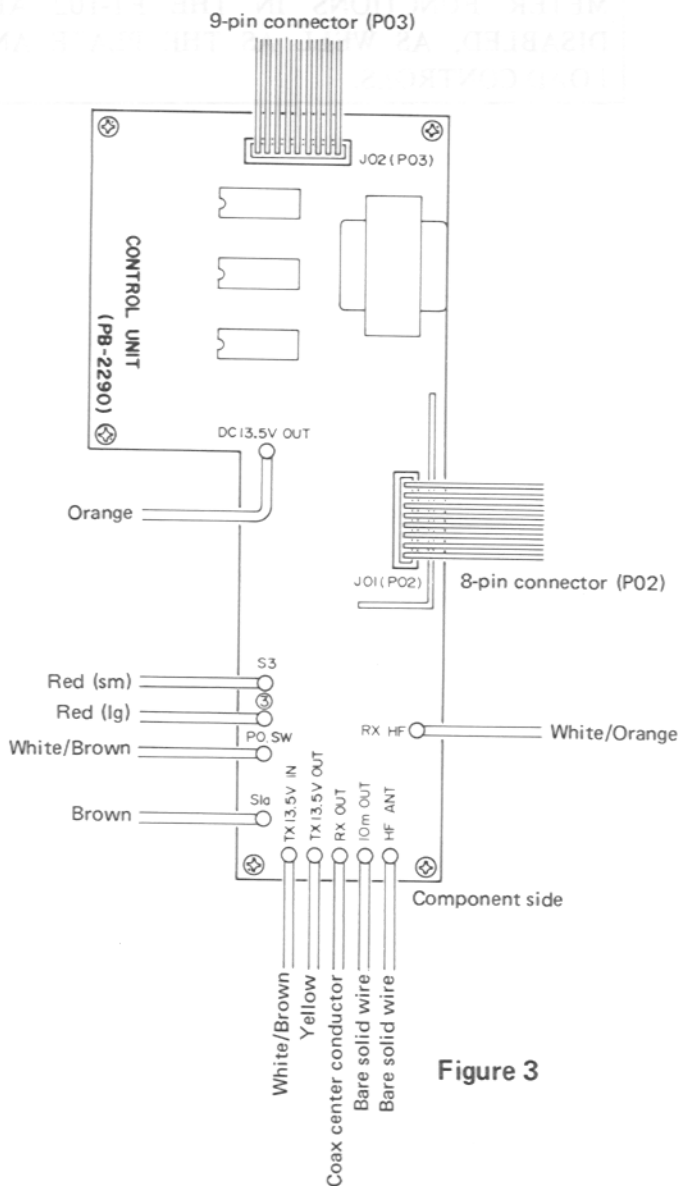 9-pin connector (P03)
J02(P03)
CONTROL UNIT
(PB-2290)
DC13.5V OUT
Orange
J01(P02)
8-pin connector (P02)
S3
Red (sm)
③
Red (lg)
PO. SW
RX HF
White/Orange
White/Brown
S1a
Brown
TX13.5V IN
TX13.5V OUT
RX OUT
10m OUT
HF ANT
Component side
White/Brown
Yellow
Coax center conductor
Bare solid wire
Bare solid wire
Figure 3